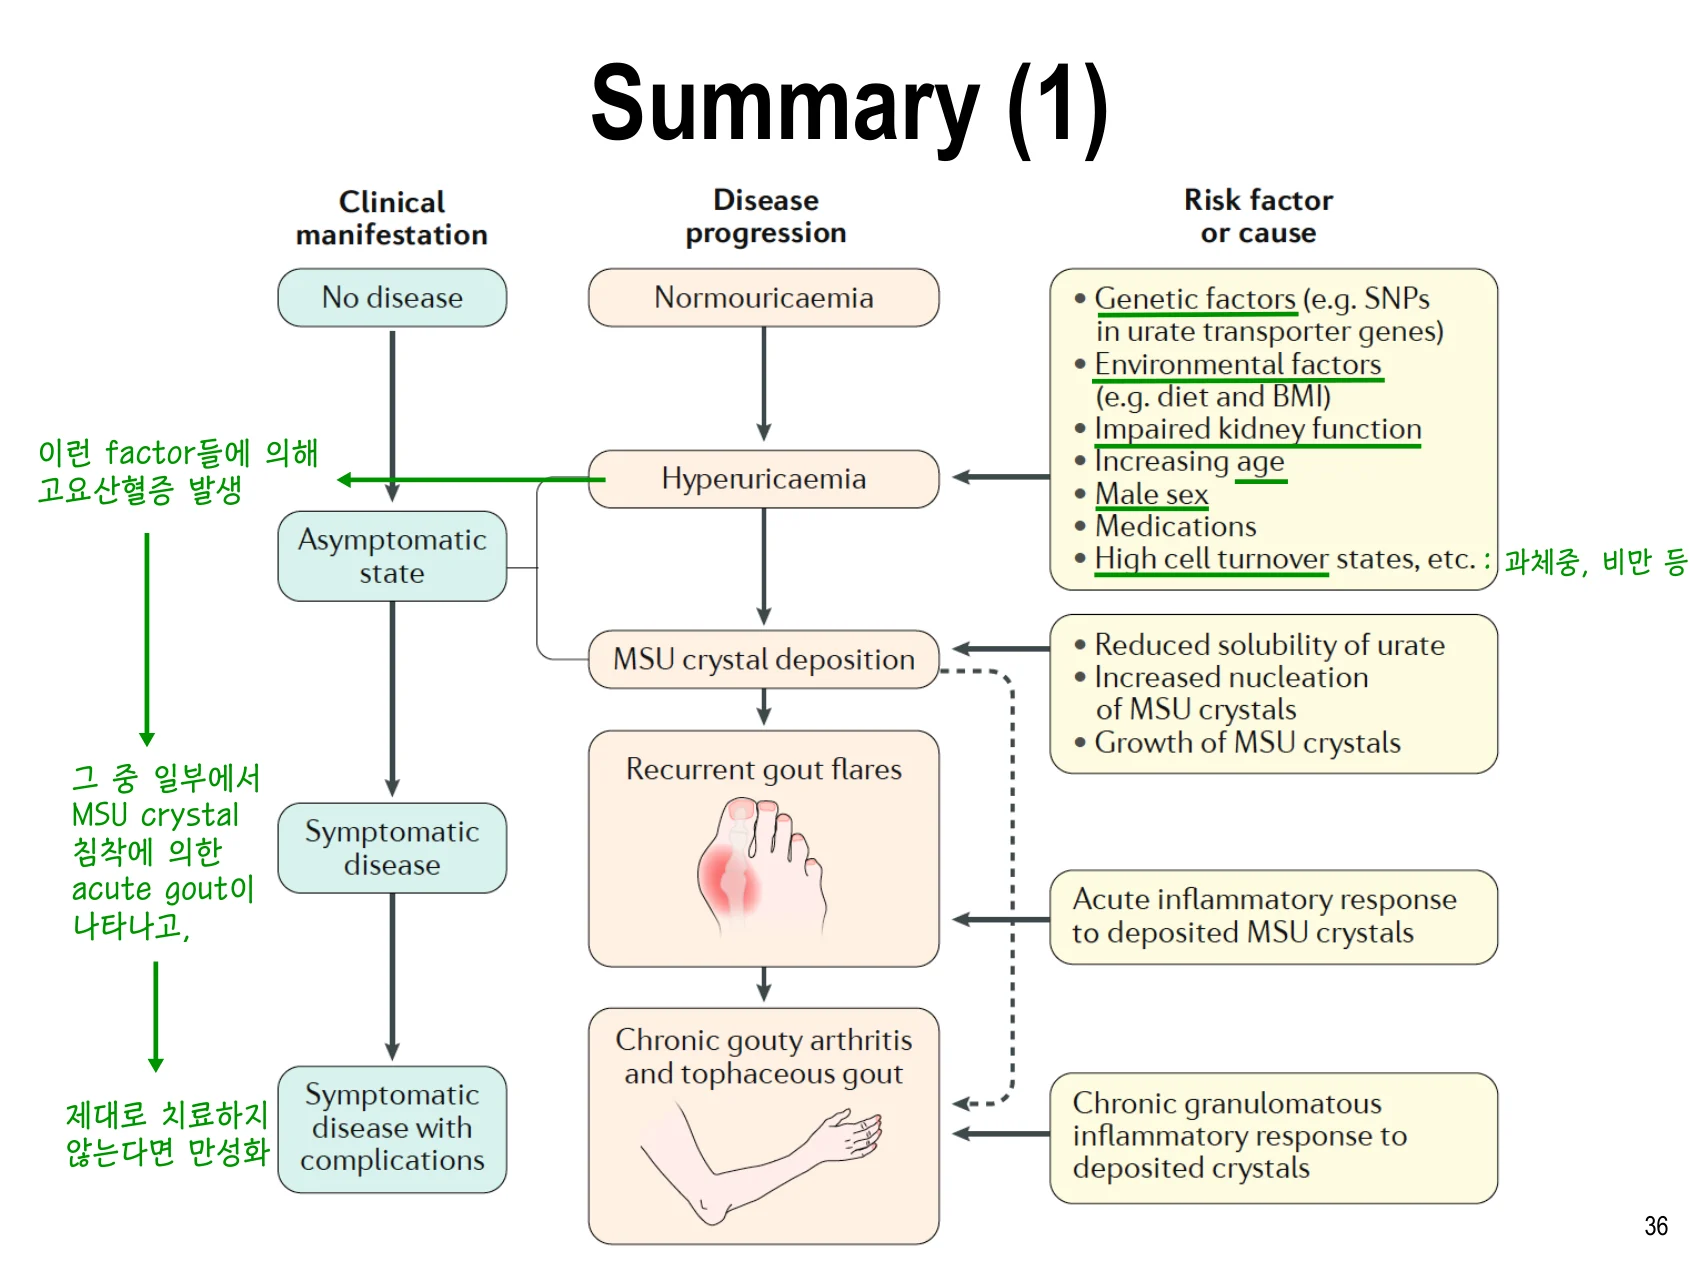 Summary (1)
Clinical
manifestation
Disease
progression
Risk factor
or cause
No disease
Normouricaemia
• Genetic factors (e.g. SNPs
in urate transporter genes)
• Environmental factors
(e.g. diet and BMI)
• Impaired kidney function
• Increasing age
• Male sex
• Medications
• High cell turnover states, etc. : 과체중, 비만 등
이런 factor들에 의해
고요산혈증 발생
Hyperuricaemia
Asymptomatic
state
MSU crystal deposition
• Reduced solubility of urate
• Increased nucleation
of MSU crystals
• Growth of MSU crystals
그 중 일부에서
MSU crystal
침착에 의한
acute gout이
나타나고,
Symptomatic
disease
Recurrent gout flares
Acute inflammatory response
to deposited MSU crystals
제대로 치료하지
않는다면 만성화
Symptomatic
disease with
complications
Chronic gouty arthritis
and tophaceous gout
Chronic granulomatous
inflammatory response to
deposited crystals
36